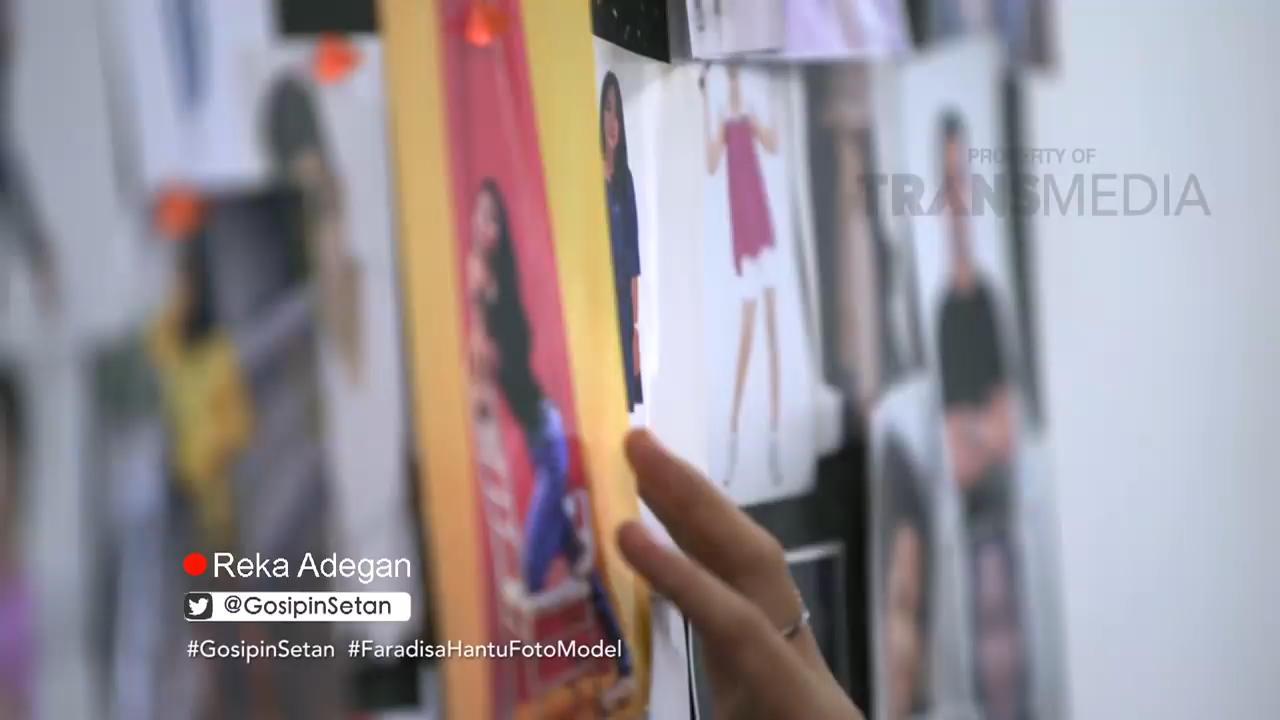 PROPERTY OF
TRANSMEDIA
Reka Adegan
@GosipinSetan
#GosipinSetan #FaradisaHantuFotoModel